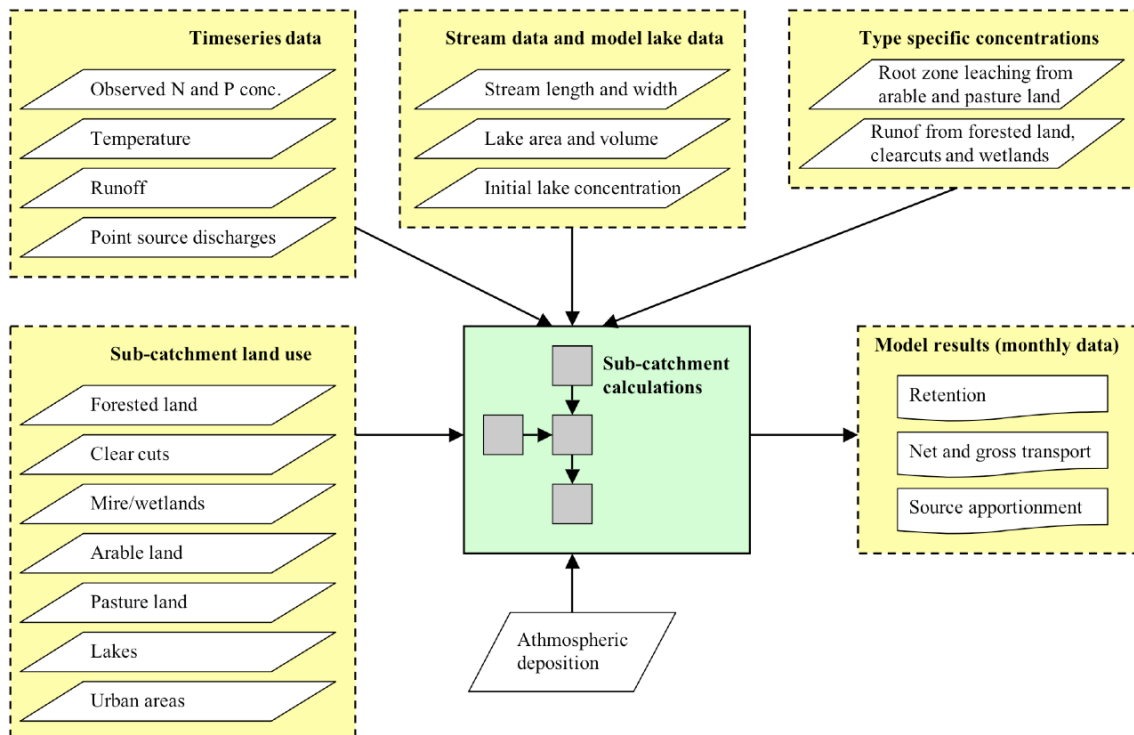 Timeseries data
Observed N and P conc.
Temperature
Runoff
Point source discharges
Stream data and model lake data
Stream length and width
Lake area and volume
Initial lake concentration
Type specific concentrations
Root zone leaching from
arable and pasture land
Runof from forested land,
clearcuts and wetlands
Sub-catchment land use
Forested land
Clear cuts
Mire/wetlands
Arable land
Pasture land
Lakes
Urban areas
Sub-catchment
calculations
Athmospheric
deposition
Model results (monthly data)
Retention
Net and gross transport
Source apportionment